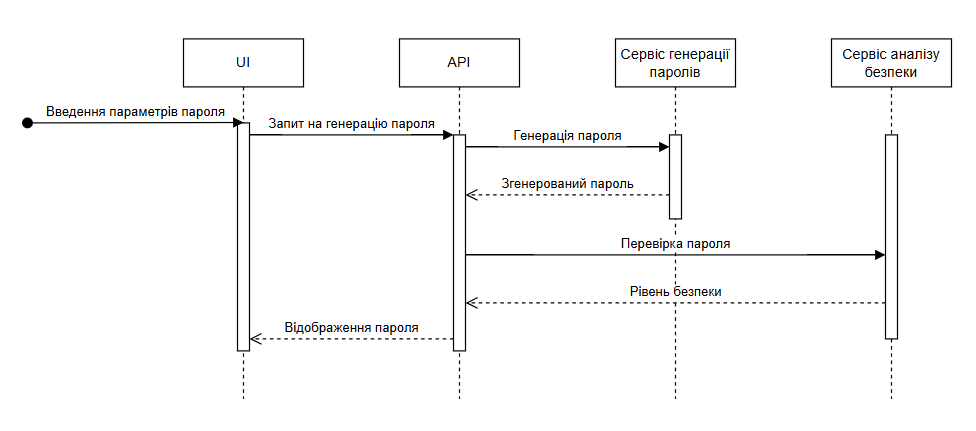 UI
API
Сервіс генерації
паролів
Сервіс аналізу
безпеки
Введення параметрів пароля
Запит на генерацію пароля
Генерація пароля
Згенерований пароль
Перевірка пароля
Рівень безпеки
Відображення пароля